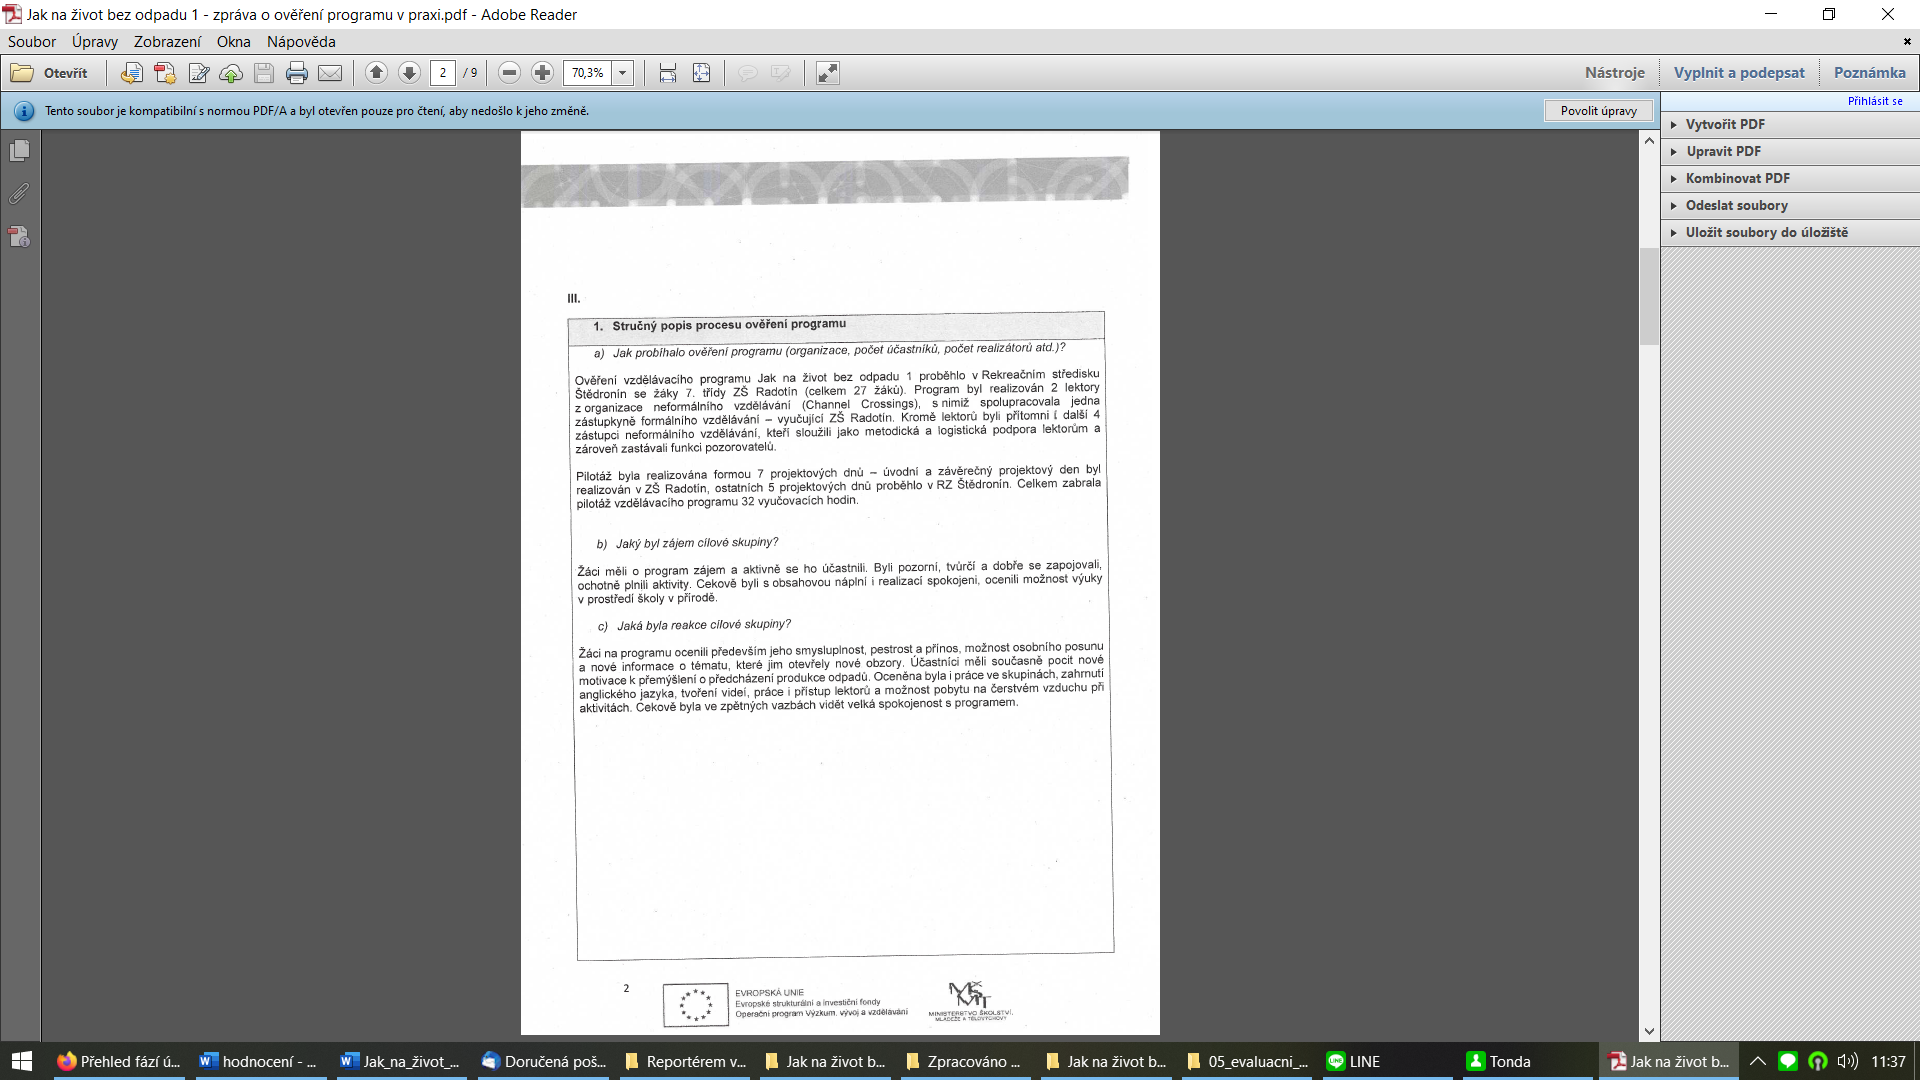 Jak na život bez odpadu 1 - zpráva o ověření programu v praxi.pdf - Adobe Reader
Soubor Úpravy Zobrazení Okna Nápověda
Otevřít 2 / 9 70,3% Nástroje Vyplnit a podepsat Poznámka
Tento soubor je kompatibilní s normou PDF/A a byl otevřen pouze pro čtení, aby nedošlo k jeho změně. Povolit úpravy
Přihlásit se
Vytvořit PDF
Upravit PDF
Kombinovat PDF
Odeslat soubory
Uložit soubory do úložiště
III.
1. Stručný popis procesu ověření programu
a) Jak probíhalo ověření programu (organizace, počet účastníků, počet realizátorů atd.)?
Ověření vzdělávacího programu Jak na život bez odpadu 1 proběhlo v Rekreačním středisku
Štědronín se žáky 7. třídy ZŠ Radotín (celkem 27 žáků). Program byl realizován 2 lektory
z organizace neformálního vzdělávání (Channel Crossings), s nimiž spolupracovala jedna
zástupkyně formálního vzdělávání – vyučující ZŠ Radotín. Kromě lektorů byli přítomni i další 4
zástupci neformálního vzdělávání, kteří sloužili jako metodická a logistická podpora lektorům a
zároveň zastávali funkci pozorovatelů.
Pilotáž byla realizována formou 7 projektových dnů – úvodní a závěrečný projektový den byl
realizován v ZŠ Radotín, ostatních 5 projektových dnů proběhlo v RZ Štědronín. Celkem zabrala
pilotáž vzdělávacího programu 32 vyučovacích hodin.
b) Jaký byl zájem cílové skupiny?
Žáci měli o program zájem a aktivně se ho účastnili. Byli pozorní, tvůrčí a dobře se zapojovali,
ochotně plnili aktivity. Cekově byli s obsahovou náplní i realizací spokojeni, ocenili možnost výuky
v prostředí školy v přírodě.
c) Jaká byla reakce cílové skupiny?
Žáci na programu ocenili především jeho smysluplnost, pestrost a přínos, možnost osobního posunu
a nové informace o tématu, které jim otevřely nové obzory. Účastníci měli současně pocit nové
motivace k přemýšlení o předcházení produkce odpadů. Oceněna byla i práce ve skupinách, zahrnutí
anglického jazyka, tvoření videí, práce i přístup lektorů a možnost pobytu na čerstvém vzduchu při
aktivitách. Cekově byla ve zpětných vazbách vidět velká spokojenost s programem.
2
EVROPSKÁ UNIE
Evropské strukturální a investiční fondy
Operační program Výzkum, vývoj a vzdělávání
MŠMT
MINISTERSTVO ŠKOLSTVÍ,
MLÁDEŽE A TĚLOVÝCHOVY
Přehled fází ú... hodnocení - ... Jak_na_život_... Doručená poš... Reportérem v... Jak na život b... Zpracováno ... Jak na život b... 05_evaluacni_... LINE Tonda Jak na život b... 11:37